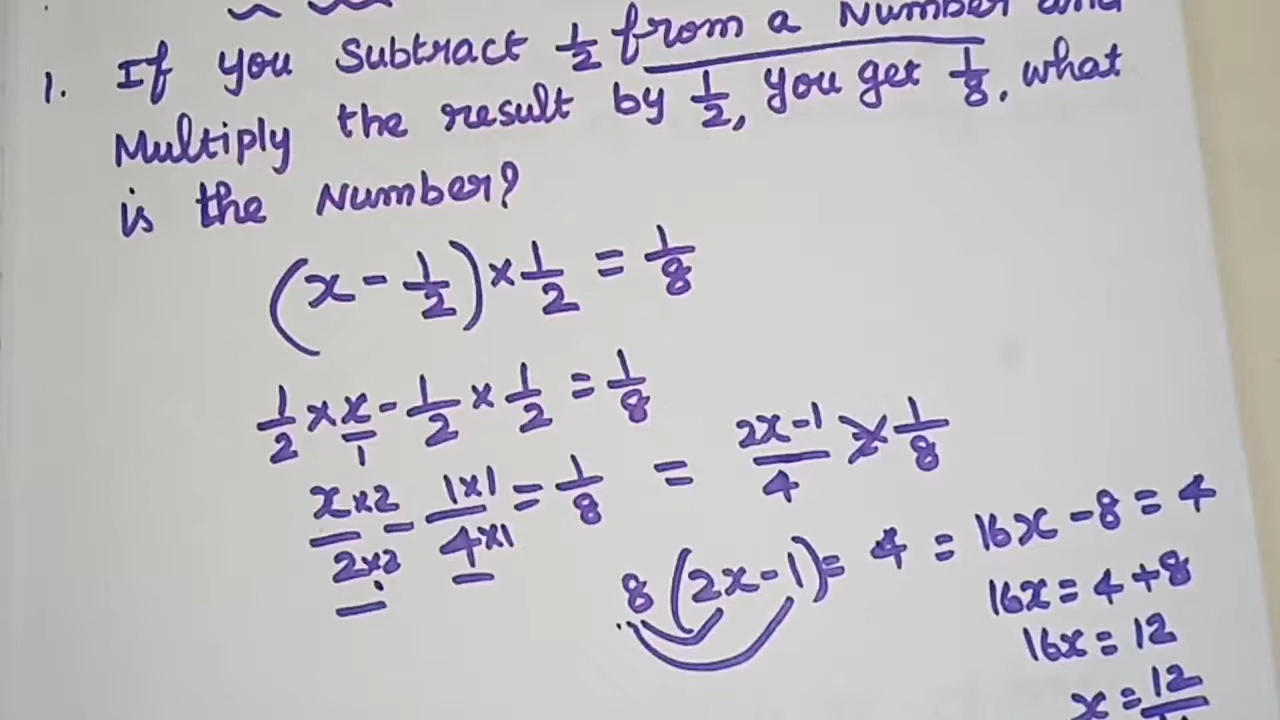 1. If you Subtract 1/2 from a Number and
Multiply the result by 1/2, you get 1/8. what
is the Number?
(x - 1/2) × 1/2 = 1/8
1/2 × x/1 - 1/2 × 1/2 = 1/8
x×2/2×2 - 1×1/4×1 = 1/8 = 2x-1/4 = 1/8
8(2x-1) = 4 = 16x - 8 = 4
16x = 4 + 8
16x = 12
x = 12